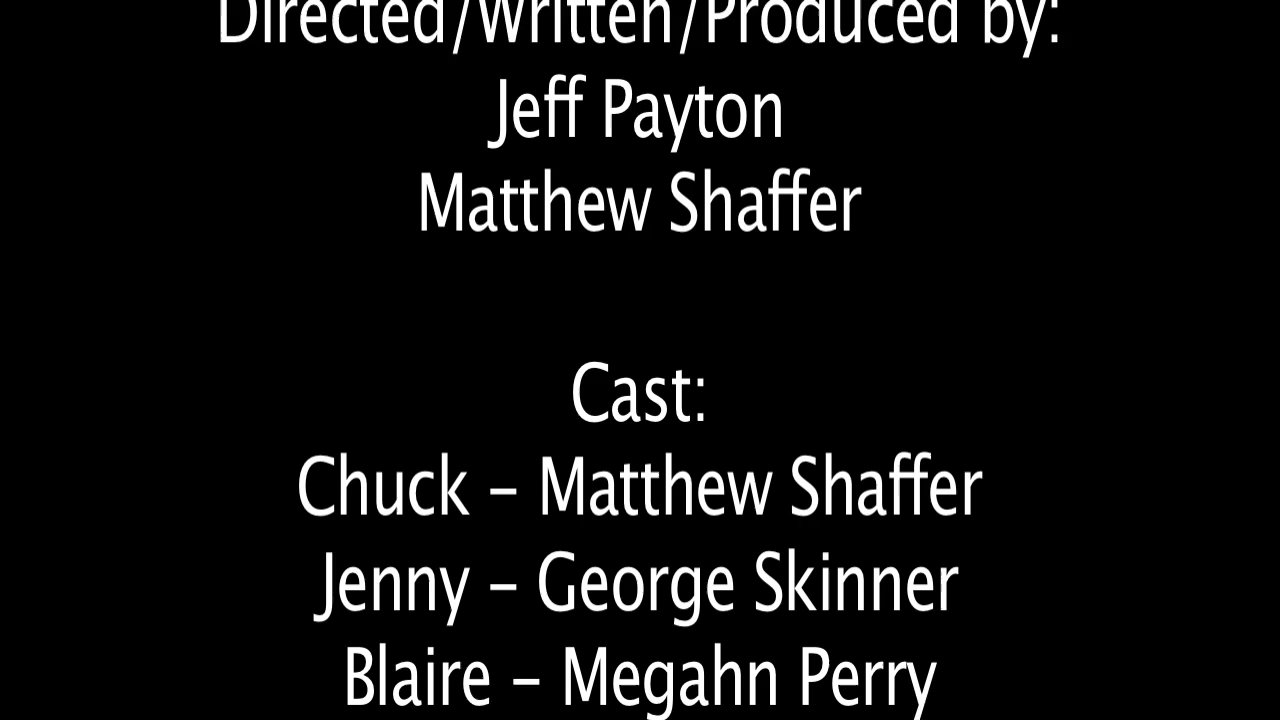 Directed/Written/Produced by:
Jeff Payton
Matthew Shaffer
Cast:
Chuck – Matthew Shaffer
Jenny – George Skinner
Blaire – Megahn Perry